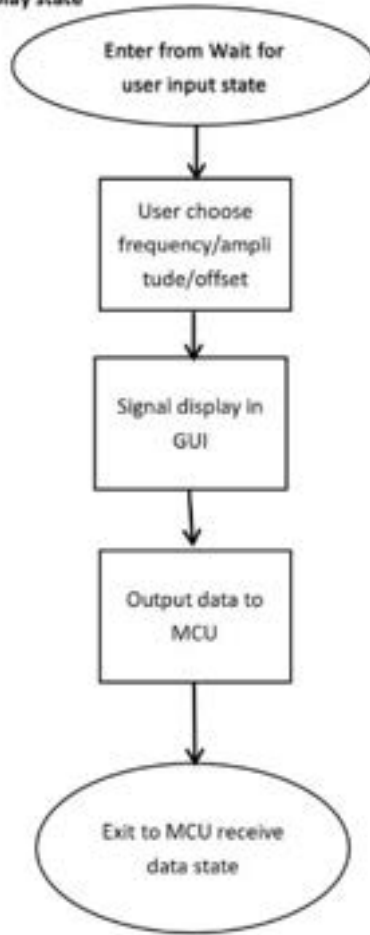 state
Enter from Wait for
user input state
User choose
frequency/ampli
tude/offset
Signal display in
GUI
Output data to
MCU
Exit to MCU receive
data state